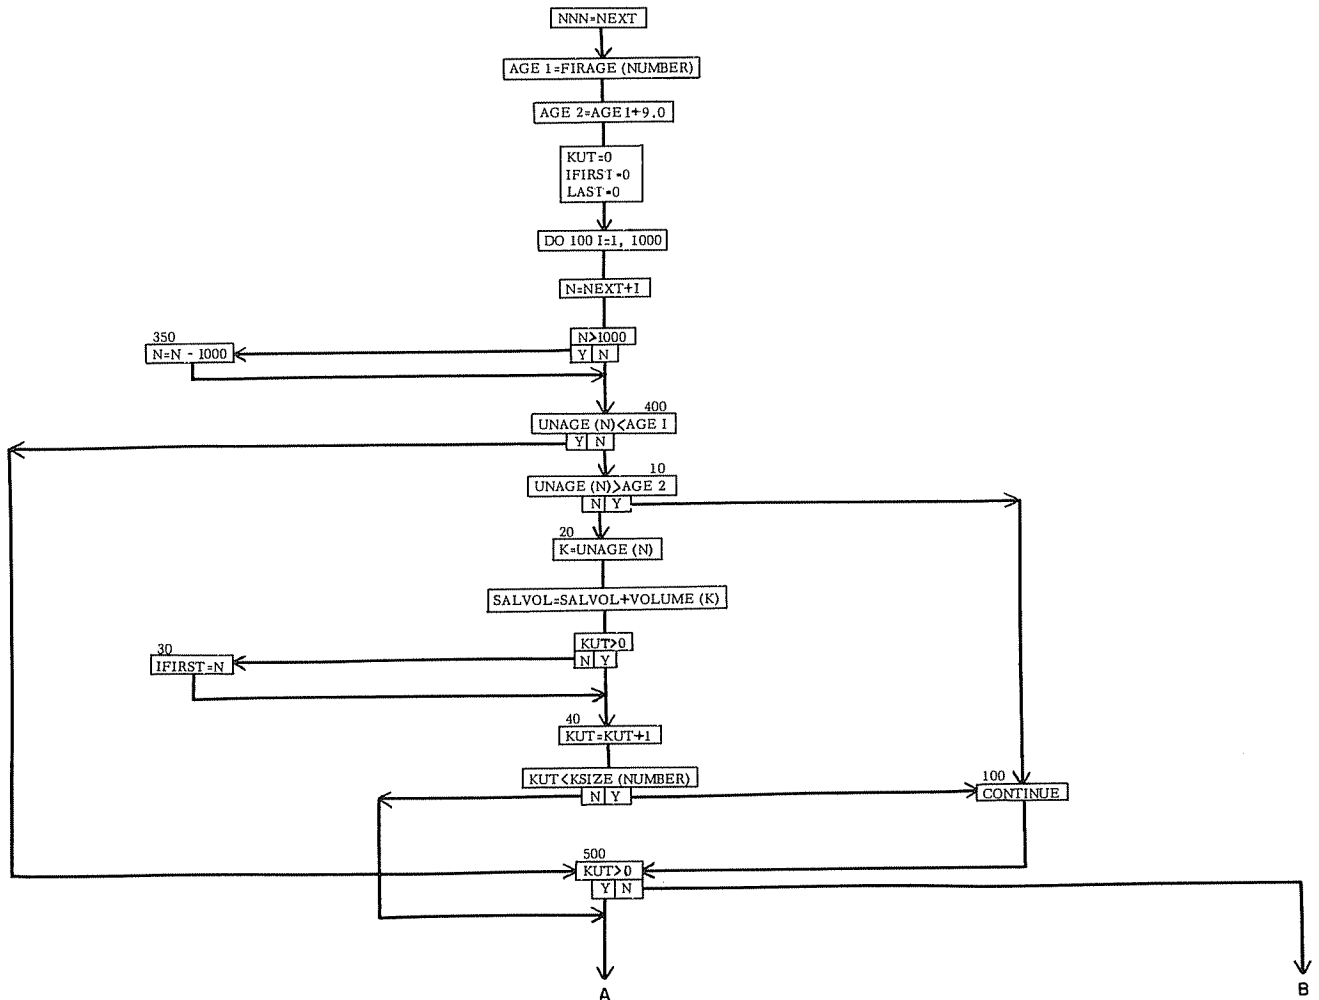 NNN=NEXT
AGE 1=FIRAGE (NUMBER)
AGE 2=AGE1+9.0
KUT=0
IFIRST=0
LAST=0
DO 100 I=1, 1000
N=NEXT+I
350
N>1000
N=N - 1000
Y N
400
UNAGE (N)<AGE 1
Y N
10
UNAGE (N)>AGE 2
N Y
20
K=UNAGE (N)
SALVOL=SALVOL+VOLUME (K)
30
KUT>0
IFIRST=N
N Y
40
KUT=KUT+1
KUT<KSIZE (NUMBER)
100
N Y
CONTINUE
500
KUT>0
Y N
A
B